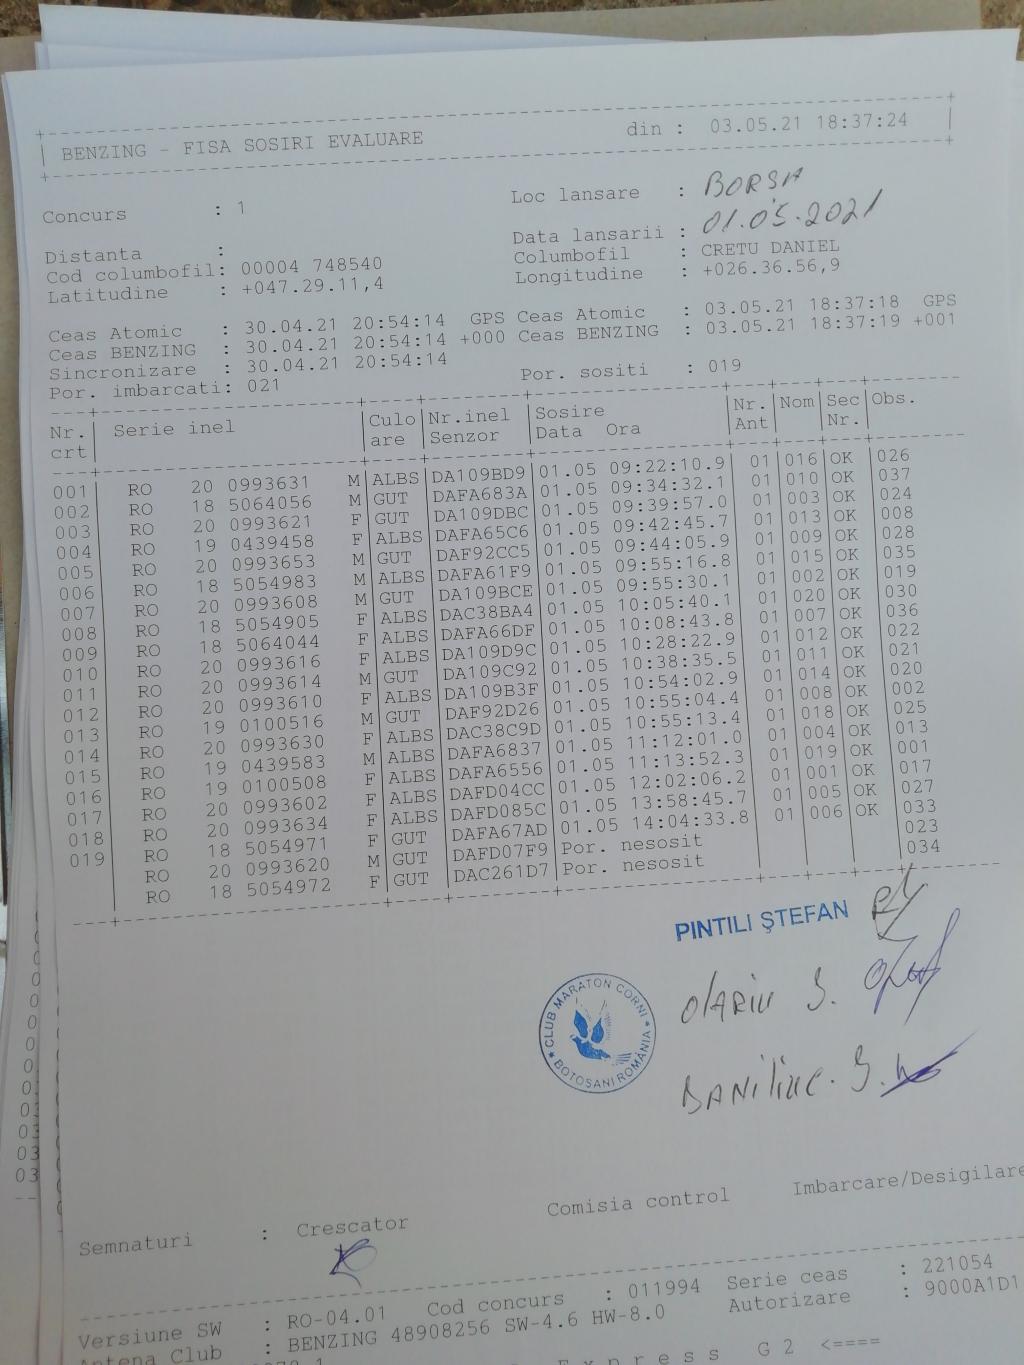 BENZING - FISA SOSIRI EVALUARE din : 03.05.21 18:37:24
Concurs : 1 Loc lansare : BORSA
Distanta : Data lansarii : 01.05.2021
Cod columbofil: 00004 748540 Columbofil : CRETU DANIEL
Latitudine : +047.29.11,4 Longitudine : +026.36.56,9
Ceas Atomic : 30.04.21 20:54:14 GPS Ceas Atomic : 03.05.21 18:37:18 GPS
Ceas BENZING : 30.04.21 20:54:14 +000 Ceas BENZING : 03.05.21 18:37:19 +001
Sincronizare : 30.04.21 20:54:14
Por. imbarcati: 021 Por. sositi : 019
Nr. Serie inel Culo Nr.inel Sosire Nr. Nom Sec Obs.
crt are Senzor Data Ora Ant Nr.
001 RO 20 0993631 M ALBS DA109BD9 01.05 09:22:10.9 01 016 OK 026
002 RO 18 5064056 M GUT DAFA683A 01.05 09:34:32.1 01 010 OK 037
003 RO 20 0993621 F GUT DA109DBC 01.05 09:39:57.0 01 003 OK 024
004 RO 19 0439458 F ALBS DAFA65C6 01.05 09:42:45.7 01 013 OK 008
005 RO 20 0993653 M GUT DAF92CC5 01.05 09:44:05.9 01 009 OK 028
006 RO 18 5054983 M ALBS DAFA61F9 01.05 09:55:16.8 01 015 OK 035
007 RO 20 0993608 M GUT DA109BCE 01.05 09:55:30.1 01 002 OK 019
008 RO 18 5054905 F ALBS DAC38BA4 01.05 10:05:40.1 01 020 OK 030
009 RO 18 5064044 F ALBS DAFA66DF 01.05 10:08:43.8 01 007 OK 036
010 RO 20 0993616 F ALBS DA109D9C 01.05 10:28:22.9 01 012 OK 022
011 RO 20 0993614 M GUT DA109C92 01.05 10:38:35.5 01 011 OK 021
012 RO 20 0993610 F ALBS DA109B3F 01.05 10:54:02.9 01 014 OK 020
013 RO 19 0100516 M GUT DAF92D26 01.05 10:55:04.4 01 008 OK 002
014 RO 20 0993630 F ALBS DAC38C9D 01.05 10:55:13.4 01 018 OK 025
015 RO 19 0439583 M ALBS DAFA6837 01.05 11:12:01.0 01 004 OK 013
016 RO 19 0100508 F ALBS DAFA6556 01.05 11:13:52.3 01 019 OK 001
017 RO 20 0993602 F ALBS DAFD04CC 01.05 12:02:06.2 01 001 OK 017
018 RO 20 0993634 F ALBS DAFD085C 01.05 13:58:45.7 01 005 OK 027
019 RO 18 5054971 F GUT DAFA67AD 01.05 14:04:33.8 01 006 OK 033
RO 20 0993620 M GUT DAFD07F9 Por. nesosit 023
RO 18 5054972 F GUT DAC261D7 Por. nesosit 034
PINTILI ŞTEFAN
CLUB MARATON CORNI
BOTOSANI ROMÂNIA
OLARIU S.
BANILIUC. G.
Semnaturi : Crescator Comisia control Imbarcare/Desigilare
Versiune SW : RO-04.01 Cod concurs : 011994 Serie ceas : 221054
Antena Club : BENZING 48908256 SW-4.6 HW-8.0 Autorizare : 9000A1D1
Express G2 <====